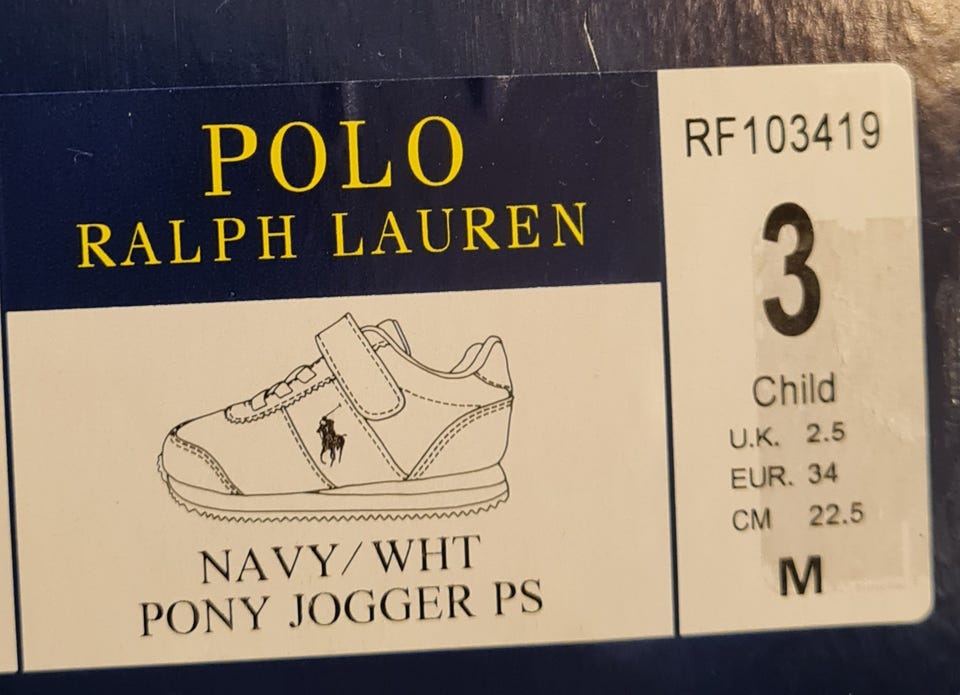 POLO
RALPH LAUREN
NAVY/WHT
PONY JOGGER PS
RF103419
3
Child
U.K. 2.5
EUR. 34
CM 22.5
M